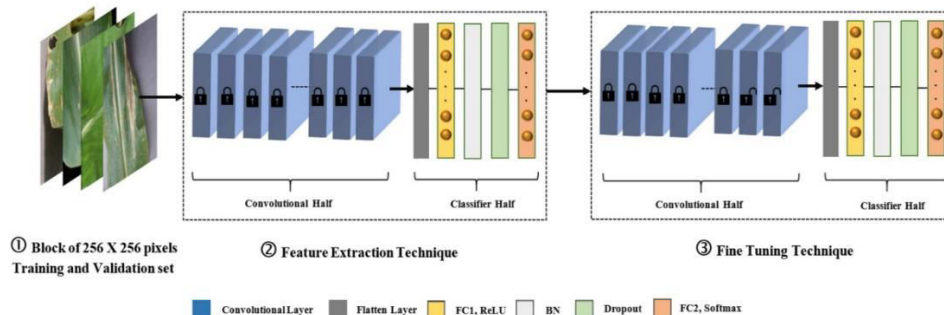 Convolutional Half
Classifier Half
Convolutional Half
Classifier Half
① Block of 256 X 256 pixels
Training and Validation set
② Feature Extraction Technique
③ Fine Tuning Technique
Convolutional Layer
Flatten Layer
FC1, ReLU
BN
Dropout
FC2, Softmax